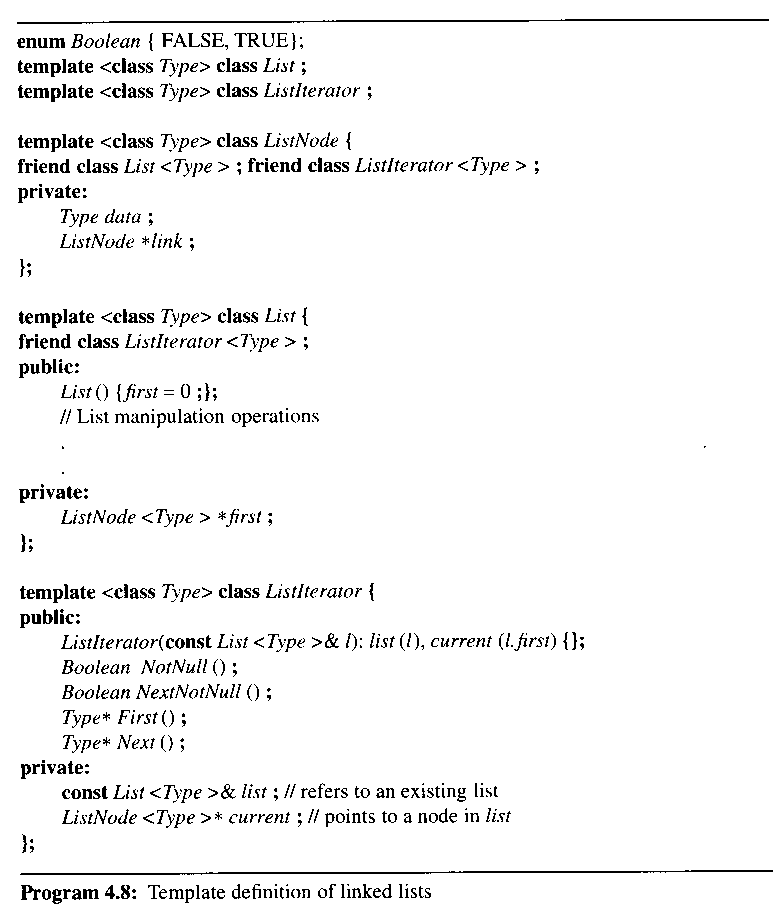 enum Boolean { FALSE, TRUE};
template <class Type> class List ;
template <class Type> class ListIterator ;
template <class Type> class ListNode {
friend class List <Type > ; friend class ListIterator <Type > ;
private:
Type data ;
ListNode *link ;
};
template <class Type> class List {
friend class ListIterator <Type > ;
public:
List () {first = 0 ;};
// List manipulation operations
.
.
private:
ListNode <Type > *first ;
};
template <class Type> class ListIterator {
public:
ListIterator(const List <Type >& l): list (l), current (l.first) {};
Boolean NotNull () ;
Boolean NextNotNull () ;
Type* First () ;
Type* Next () ;
private:
const List <Type >& list ; // refers to an existing list
ListNode <Type >* current ; // points to a node in list
};
Program 4.8: Template definition of linked lists